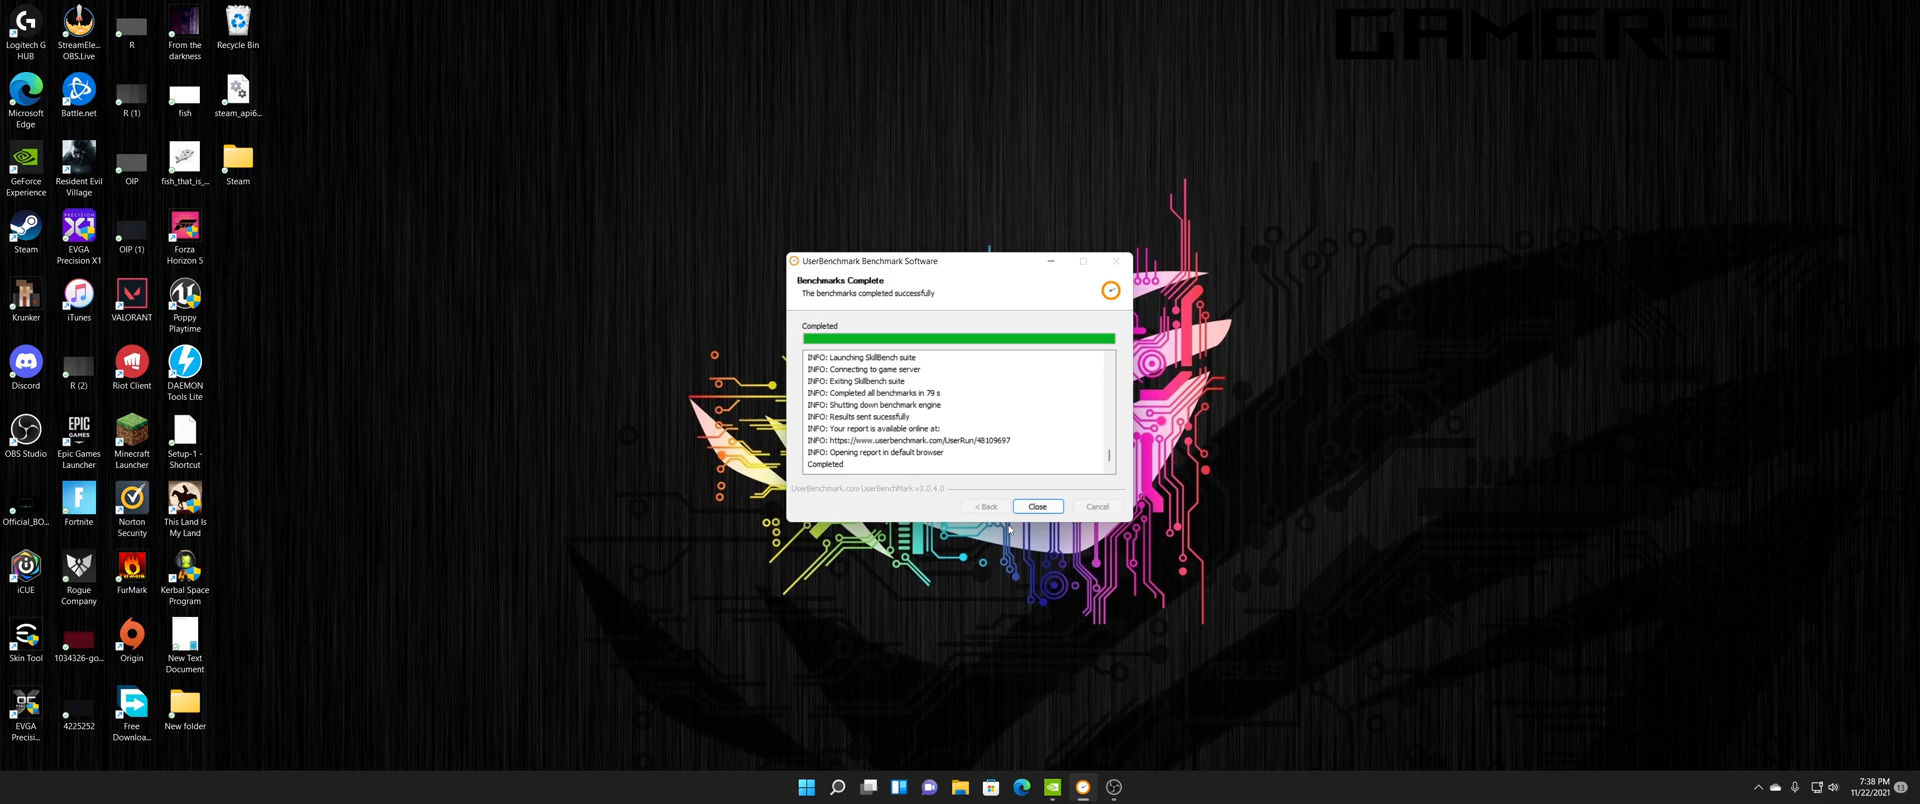 GAMERS
Logitech G
HUB
StreamEle...
OBS.Live
R
From the
darkness
Recycle Bin
Microsoft
Edge
Battle.net
R (1)
fish
steam_api6...
GeForce
Experience
Resident Evil
Village
OIP
fish_that_is_...
Steam
Steam
EVGA
Precision X1
OIP (1)
Forza
Horizon 5
Krunker
iTunes
VALORANT
Poppy
Playtime
Discord
R (2)
Riot Client
DAEMON
Tools Lite
OBS Studio
EPIC
GAMES
Epic Games
Launcher
Minecraft
Launcher
Setup-1 -
Shortcut
Official_BO...
Fortnite
Norton
Security
This Land Is
My Land
iCUE
Rogue
Company
FurMark
Kerbal Space
Program
Skin Tool
1034326-go...
Origin
New Text
Document
EVGA
Precisi...
4225252
Free
Downloa...
New folder
UserBenchmark Benchmark Software
Benchmarks Complete
The benchmarks completed successfully
Completed
INFO: Launching SkillBench suite
INFO: Connecting to game server
INFO: Exiting Skillbench suite
INFO: Completed all benchmarks in 79 s
INFO: Shutting down benchmark engine
INFO: Results sent sucessfully
INFO: Your report is available online at:
INFO: https://www.userbenchmark.com/UserRun/48109697
INFO: Opening report in default browser
Completed
UserBenchmark.com UserBenchMark v3.0.4.0
< Back
Close
Cancel
7:38 PM
11/22/2021
13